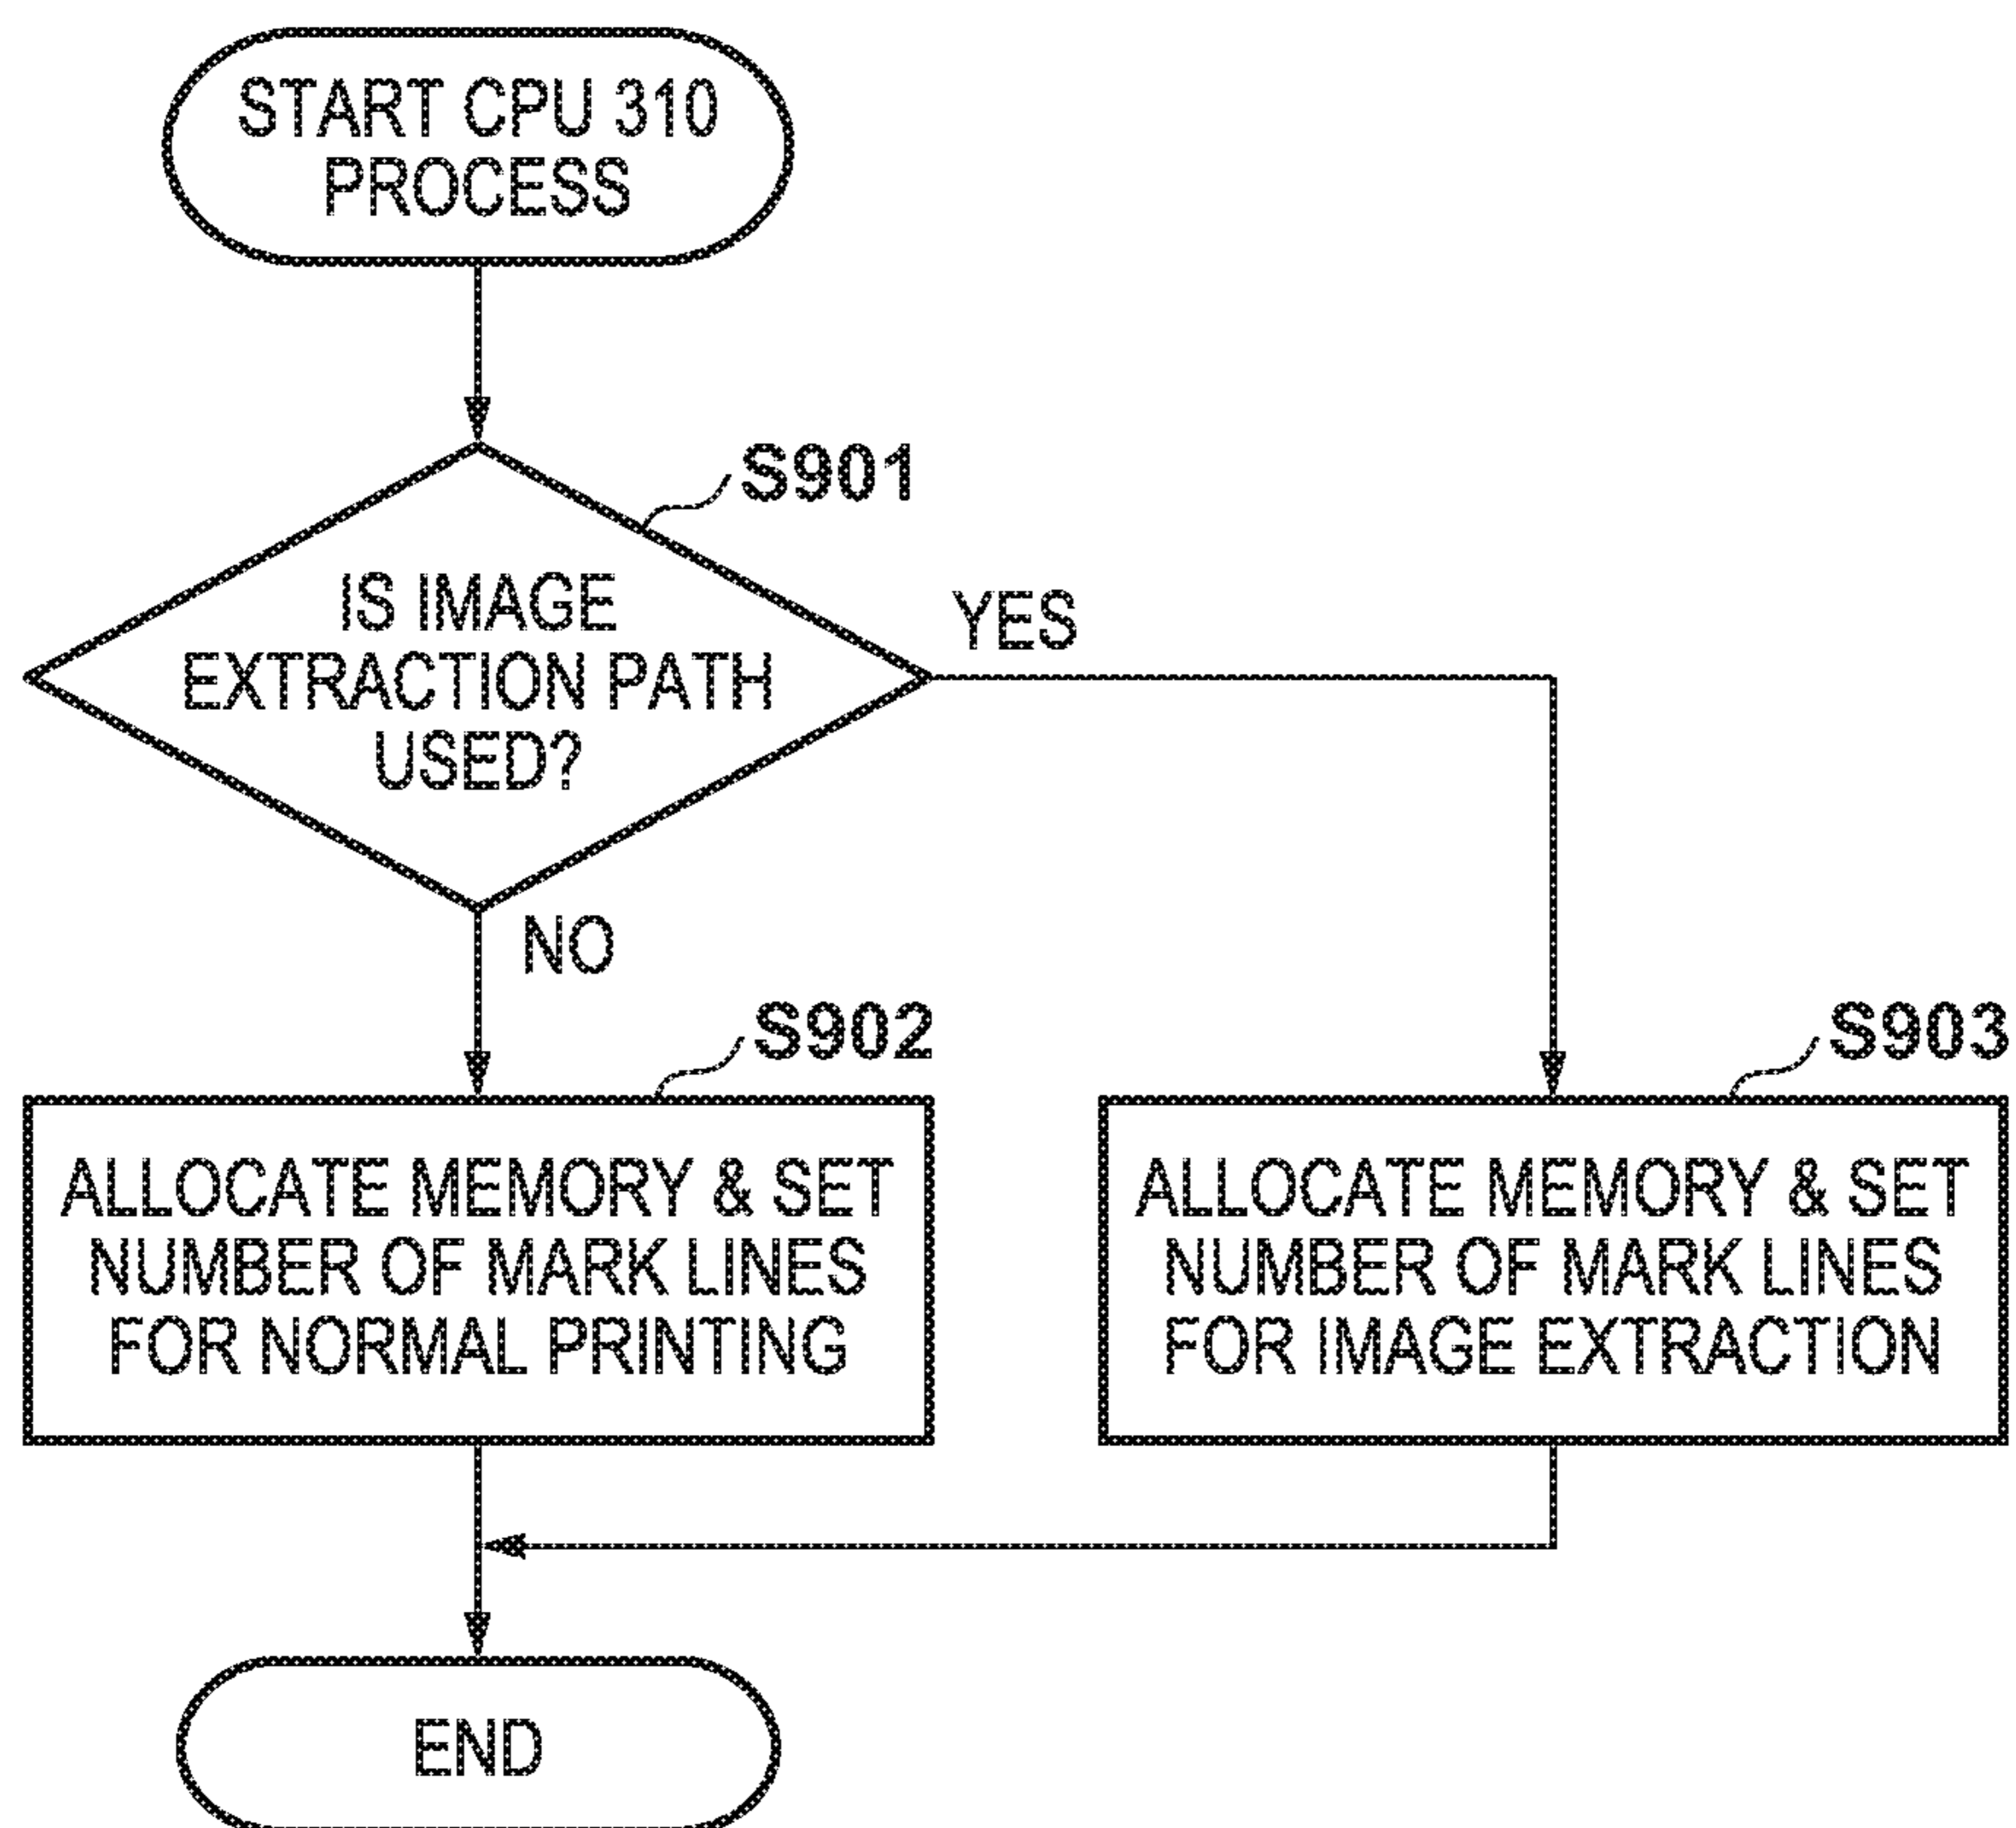 START CPU 310
PROCESS
S901
IS IMAGE
EXTRACTION PATH
USED?
YES
NO
S902
ALLOCATE MEMORY & SET
NUMBER OF MARK LINES
FOR NORMAL PRINTING
S903
ALLOCATE MEMORY & SET
NUMBER OF MARK LINES
FOR IMAGE EXTRACTION
END